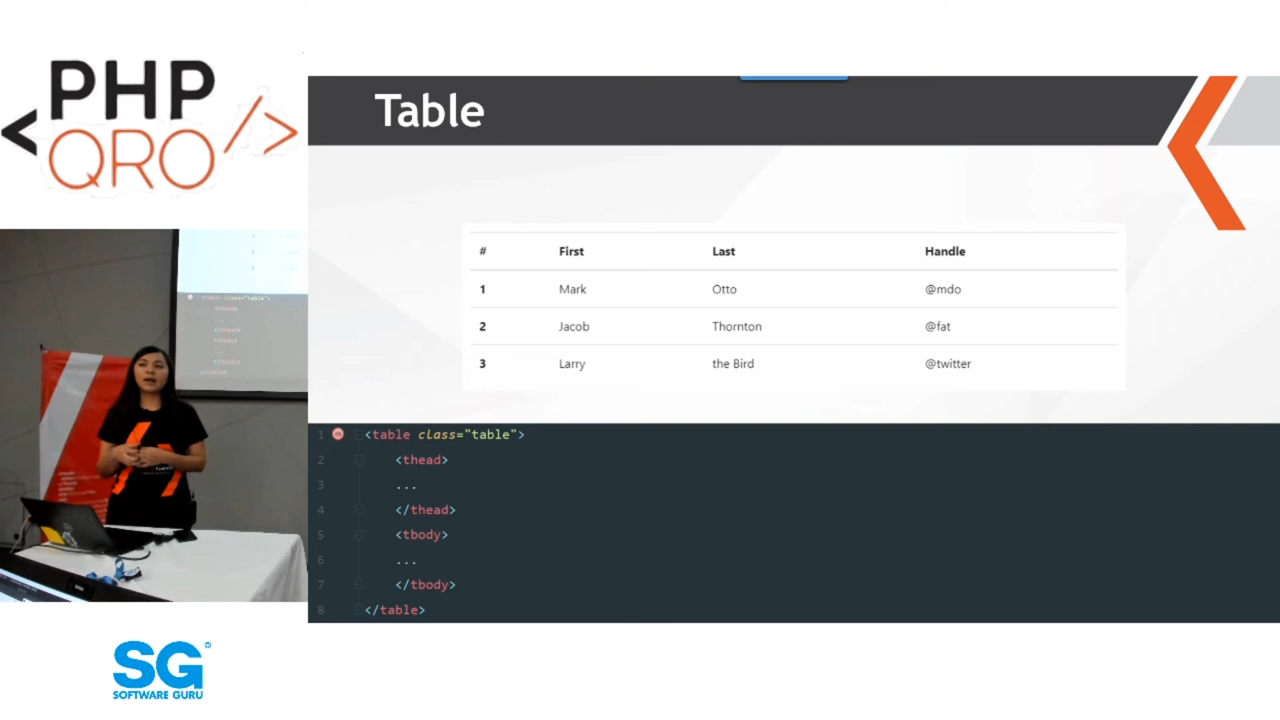 PHP
QRO
Table
# First Last Handle
1 Mark Otto @mdo
2 Jacob Thornton @fat
3 Larry the Bird @twitter
1 <table class="table">
2 <thead>
3 ...
4 </thead>
5 <tbody>
6 ...
7 </tbody>
8 </table>
SG®
SOFTWARE GURU